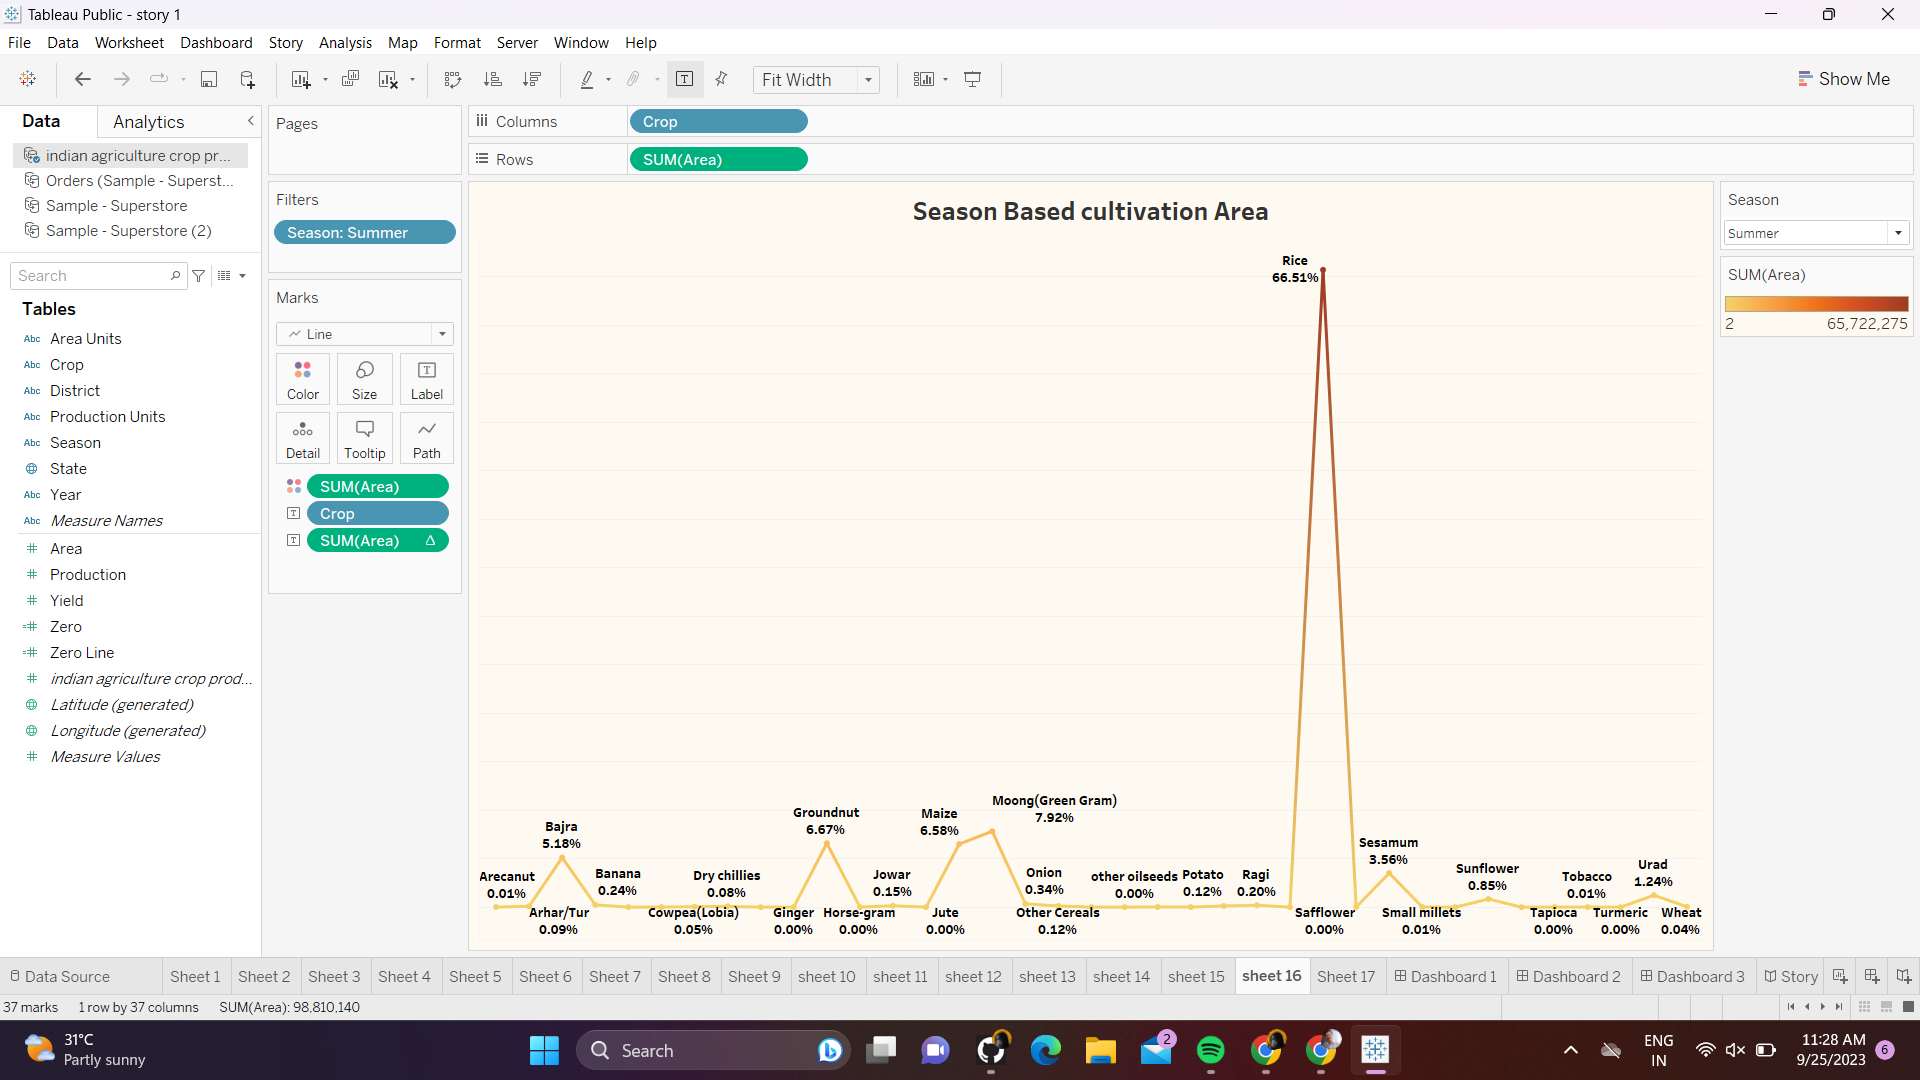 Tableau Public - story 1
File Data Worksheet Dashboard Story Analysis Map Format Server Window Help
Fit Width
Show Me
Data Analytics
indian agriculture crop pr...
Orders (Sample - Superst...
Sample - Superstore
Sample - Superstore (2)
Search
Tables
Abc Area Units
Abc Crop
Abc District
Abc Production Units
Abc Season
State
Abc Year
Abc Measure Names
Area
Production
Yield
Zero
Zero Line
indian agriculture crop prod...
Latitude (generated)
Longitude (generated)
Measure Values
Pages
Filters
Season: Summer
Marks
Line
Color Size Label
Detail Tooltip Path
SUM(Area)
Crop
SUM(Area) Δ
Columns Crop
Rows SUM(Area)
Season Based cultivation Area
Rice
66.51%
Moong(Green Gram)
7.92%
Groundnut
6.67%
Maize
6.58%
Bajra
5.18%
Sesamum
3.56%
Arecanut
0.01%
Banana
0.24%
Dry chillies
0.08%
Jowar
0.15%
Onion
0.34%
other oilseeds
0.00%
Potato
0.12%
Ragi
0.20%
Sunflower
0.85%
Tobacco
0.01%
Urad
1.24%
Arhar/Tur
0.09%
Cowpea(Lobia)
0.05%
Ginger
0.00%
Horse-gram
0.00%
Jute
0.00%
Other Cereals
0.12%
Safflower
0.00%
Small millets
0.01%
Tapioca
0.00%
Turmeric
0.00%
Wheat
0.04%
Season
Summer
SUM(Area)
2 65,722,275
Data Source Sheet 1 Sheet 2 Sheet 3 Sheet 4 Sheet 5 Sheet 6 Sheet 7 Sheet 8 Sheet 9 sheet 10 sheet 11 sheet 12 sheet 13 sheet 14 sheet 15 sheet 16 Sheet 17 Dashboard 1 Dashboard 2 Dashboard 3 Story
37 marks 1 row by 37 columns SUM(Area): 98,810,140
31°C
Partly sunny
Search
2
ENG
IN
11:28 AM
9/25/2023
6